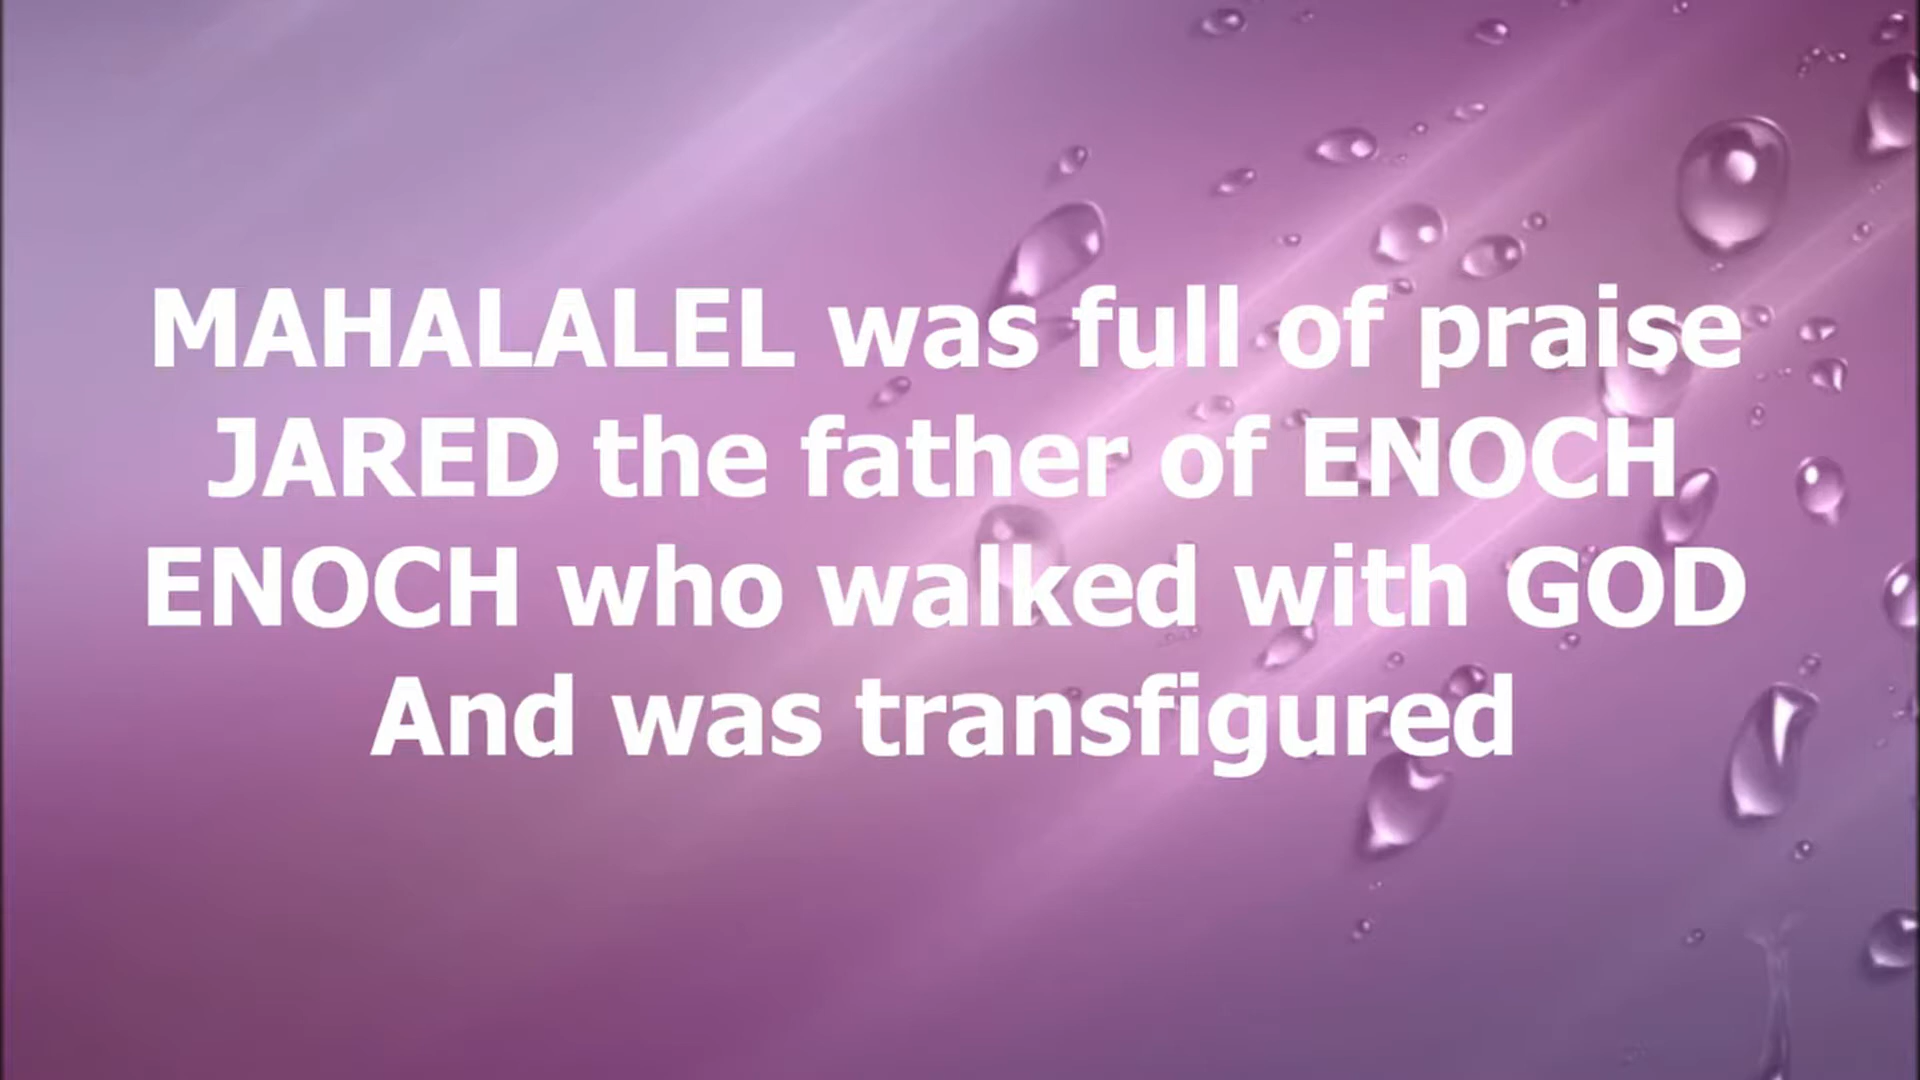 MAHALALEL was full of praise
JARED the father of ENOCH
ENOCH who walked with GOD
And was transfigured